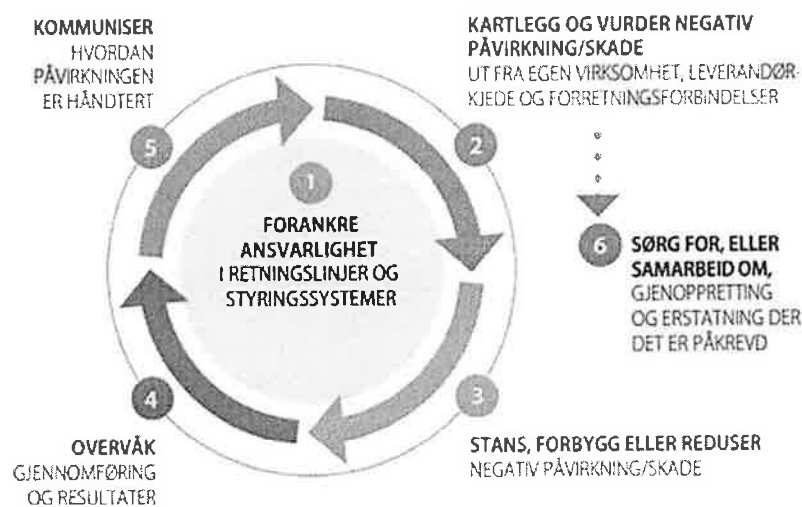 KOMMUNISER
HVORDAN
PÅVIRKNINGEN
ER HÅNDTERT
5
KARTLEGG OG VURDER NEGATIV
PÅVIRKNING/SKADE
UT FRA EGEN VIRKSOMHET, LEVERANDØR-
KJEDE OG FORRETNINGSFORBINDELSER
2
1
FORANKRE
ANSVARLIGHET
I RETNINGSLINJER OG
STYRINGSSYSTEMER
6
SØRG FOR, ELLER
SAMARBEID OM,
GJENOPPRETTING
OG ERSTATNING DER
DET ER PÅKREVD
4
OVERVÅK
GJENNOMFØRING
OG RESULTATER
3
STANS, FORBYGG ELLER REDUSER
NEGATIV PÅVIRKNING/SKADE